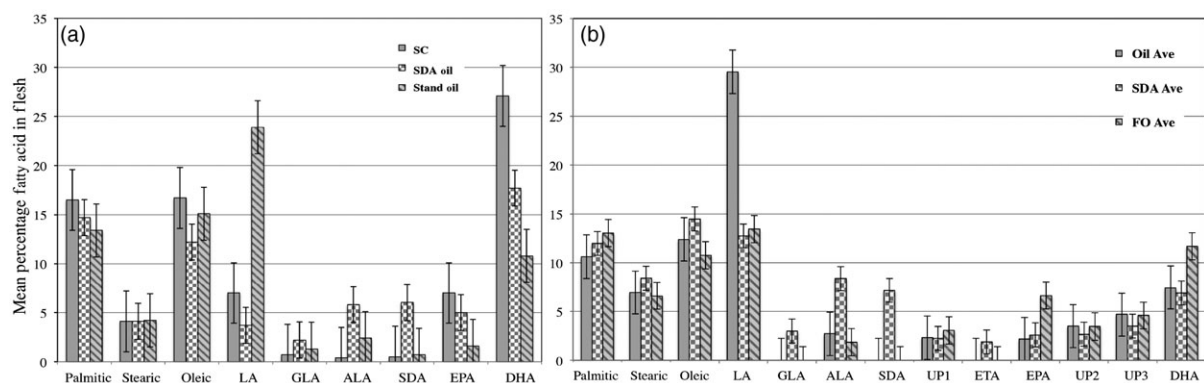 Mean percentage fatty acid in flesh
(a)
35
30
25
20
15
10
5
0
SC
SDA oil
Stand oil
Palmitic Stearic Oleic LA GLA ALA SDA EPA DHA
(b)
35
30
25
20
15
10
5
0
Oil Ave
SDA Ave
FO Ave
Palmitic Stearic Oleic LA GLA ALA SDA UP1 ETA EPA UP2 UP3 DHA